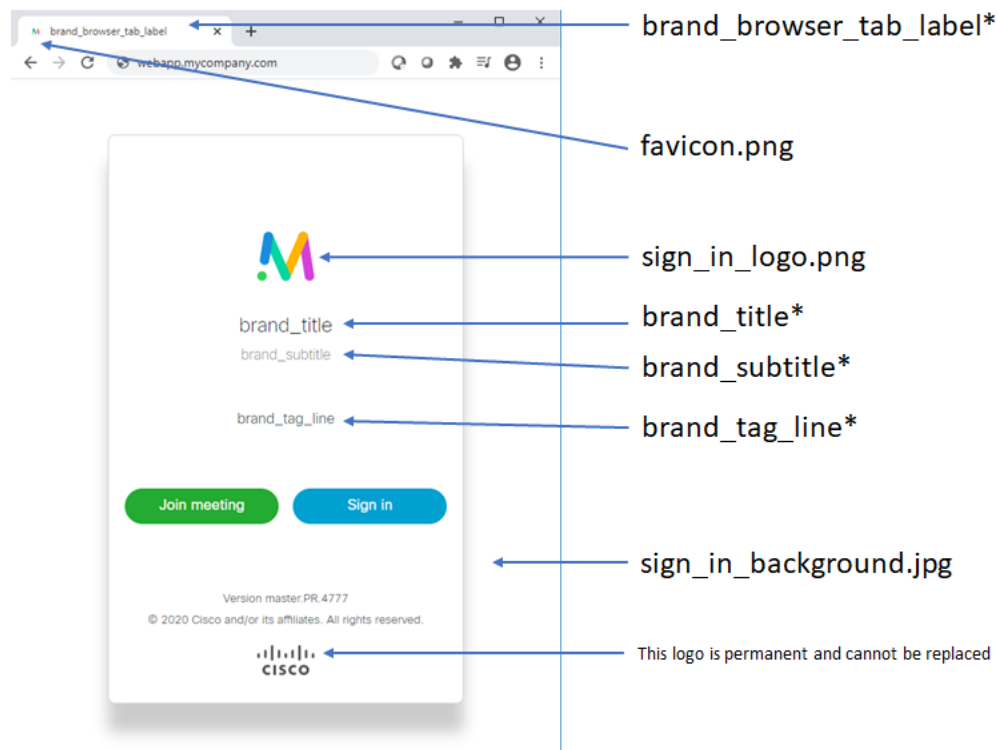 brand_browser_tab_label
brand_browser_tab_label*
webapp.mycompany.com
favicon.png
sign_in_logo.png
brand_title
brand_title*
brand_subtitle
brand_subtitle*
brand_tag_line
brand_tag_line*
Join meeting
Sign in
sign_in_background.jpg
Version master.PR.4777
© 2020 Cisco and/or its affiliates. All rights reserved.
CISCO
This logo is permanent and cannot be replaced